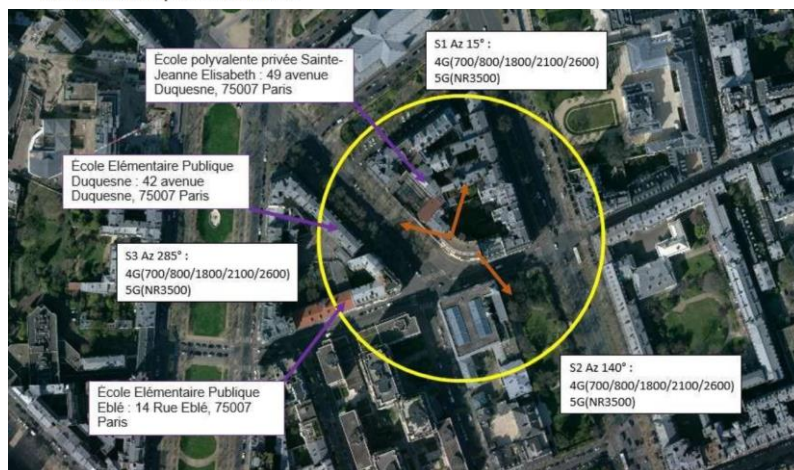 École polyvalente privée Sainte-
Jeanne Elisabeth : 49 avenue
Duquesne, 75007 Paris
S1 Az 15° :
4G(700/800/1800/2100/2600)
5G(NR3500)
École Elémentaire Publique
Duquesne : 42 avenue
Duquesne, 75007 Paris
S3 Az 285° :
4G(700/800/1800/2100/2600)
5G(NR3500)
S2 Az 140° :
4G(700/800/1800/2100/2600)
5G(NR3500)
École Elémentaire Publique
Eblé : 14 Rue Eblé, 75007
Paris